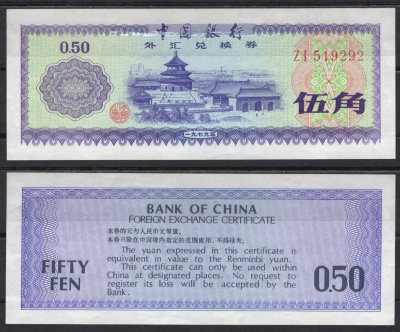 中国银行
外汇兑换券
0.50
ZI 519292
伍角
一九七九年
BANK OF CHINA
FOREIGN EXCHANGE CERTIFICATE
本券的元与人民币元等值。
本券只限在中国境内指定的范围使用，不得挂失。
The yuan expressed in this certificate is
equivalent in value to the Renminbi yuan.
This certificate can only be used within
China at designated places. No request to
register its loss will be accepted by the
Bank.
FIFTY
FEN
0.50